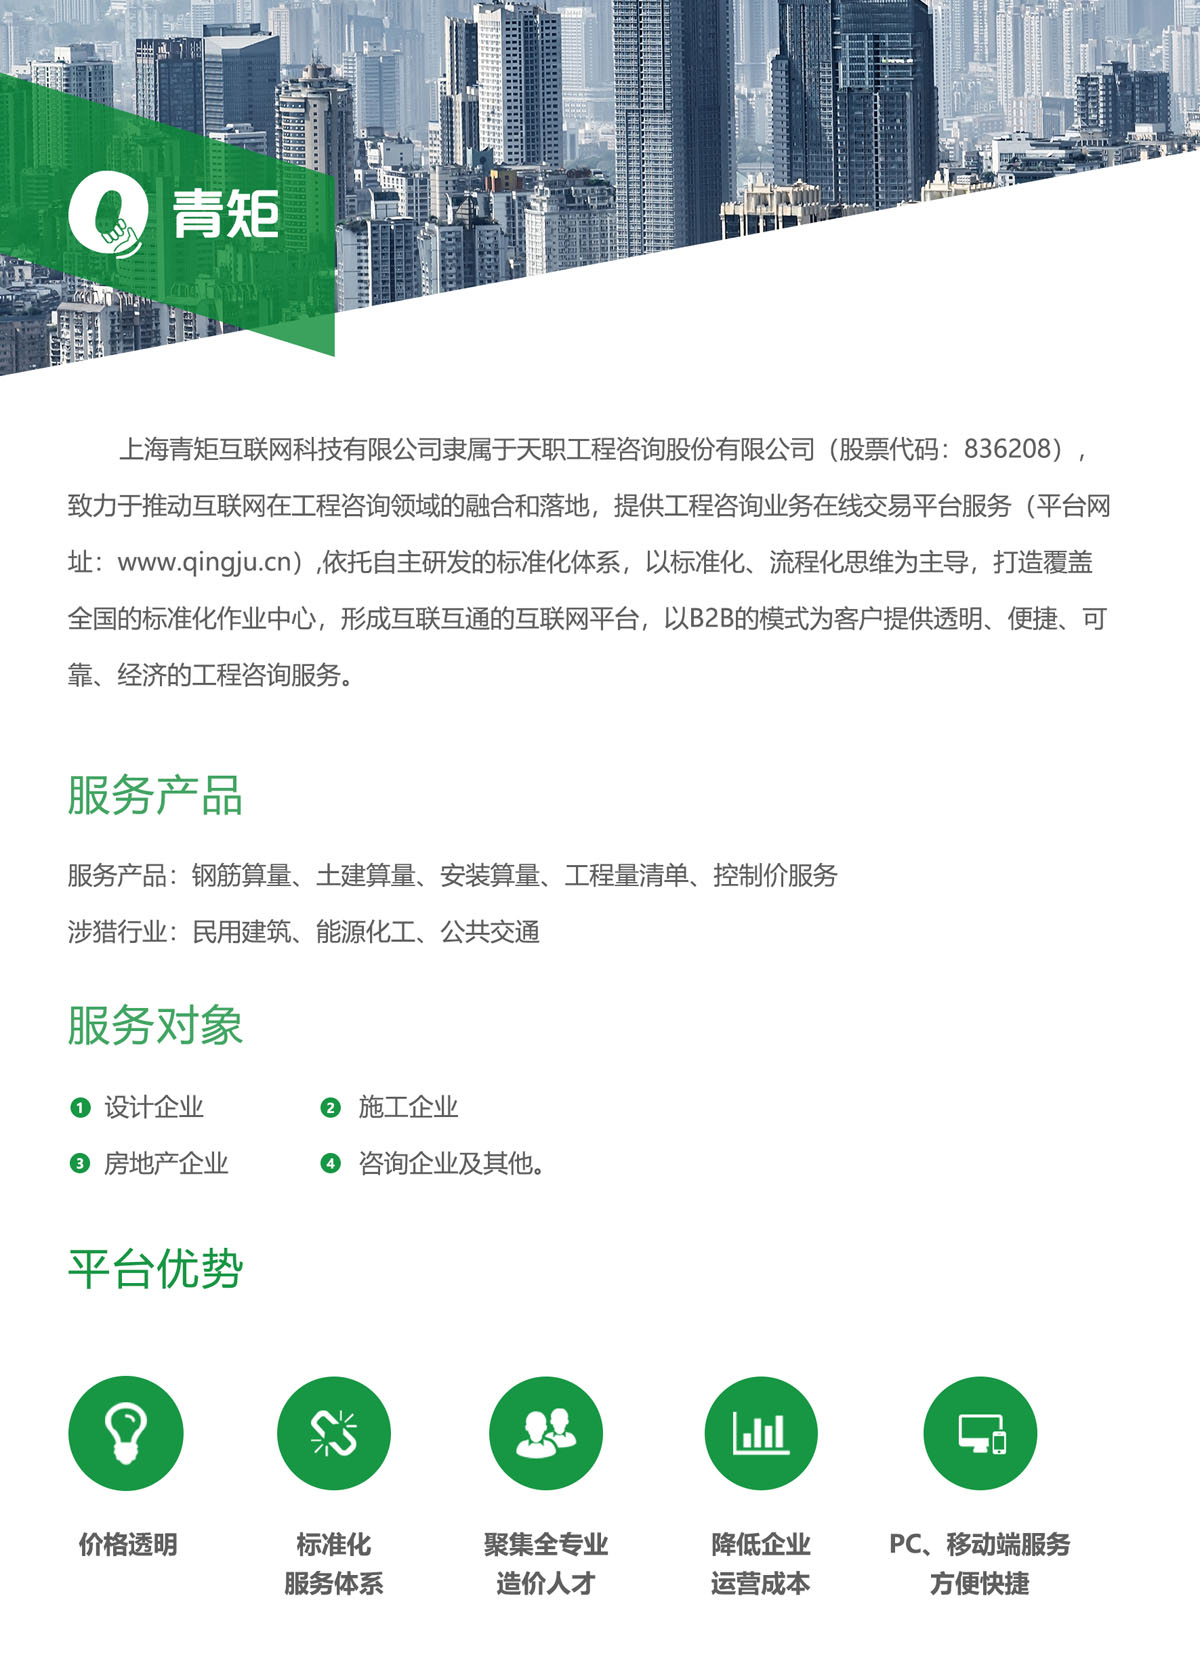 青矩
上海青矩互联网科技有限公司隶属于天职工程咨询股份有限公司（股票代码：836208），
致力于推动互联网在工程咨询领域的融合和落地，提供工程咨询业务在线交易平台服务（平台网
址：www.qingju.cn）,依托自主研发的标准化体系，以标准化、流程化思维为主导，打造覆盖
全国的标准化作业中心，形成互联互通的互联网平台，以B2B的模式为客户提供透明、便捷、可
靠、经济的工程咨询服务。
服务产品
服务产品：钢筋算量、土建算量、安装算量、工程量清单、控制价服务
涉猎行业：民用建筑、能源化工、公共交通
服务对象
1 设计企业 2 施工企业
3 房地产企业 4 咨询企业及其他。
平台优势
价格透明 标准化 聚集全专业 降低企业 PC、移动端服务
服务体系 造价人才 运营成本 方便快捷